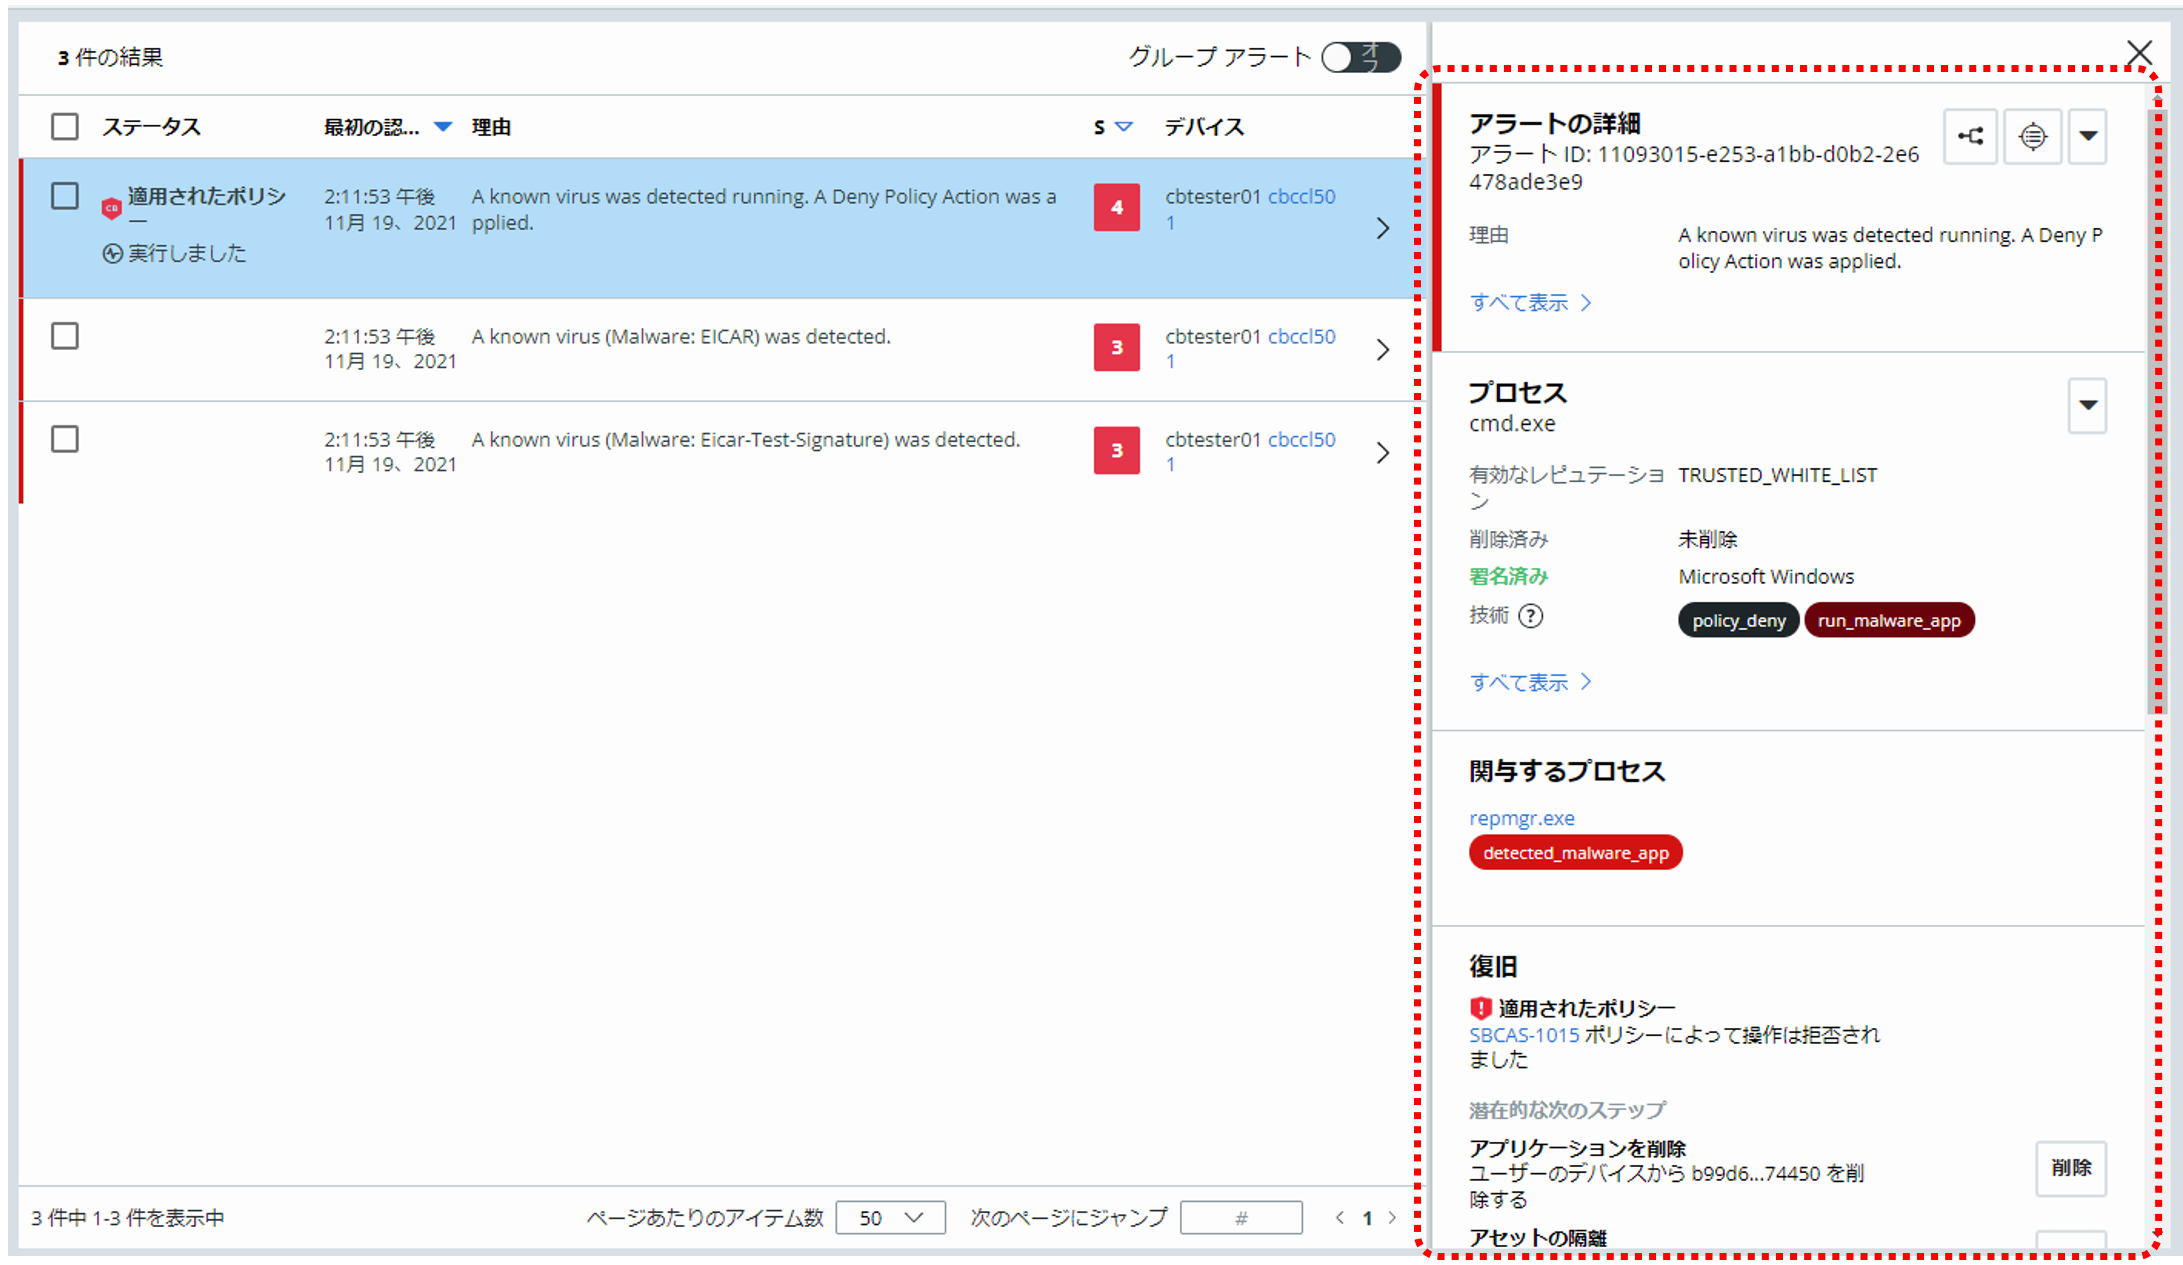 3 件の結果
グループ アラート オフ
ステータス 最初の認... 理由 S デバイス
適用されたポリシ
ー
実行しました
2:11:53 午後
11月 19、2021
A known virus was detected running. A Deny Policy Action was a
pplied.
4
cbtester01 cbccl50
1
2:11:53 午後
11月 19、2021
A known virus (Malware: EICAR) was detected.
3
cbtester01 cbccl50
1
2:11:53 午後
11月 19、2021
A known virus (Malware: Eicar-Test-Signature) was detected.
3
cbtester01 cbccl50
1
3 件中 1-3 件を表示中
ページあたりのアイテム数 50 次のページにジャンプ # 1
アラートの詳細
アラート ID: 11093015-e253-a1bb-d0b2-2e6
478ade3e9
理由
A known virus was detected running. A Deny P
olicy Action was applied.
すべて表示
プロセス
cmd.exe
有効なレピュテーショ
ン
TRUSTED_WHITE_LIST
削除済み 未削除
署名済み Microsoft Windows
技術 ? policy_deny run_malware_app
すべて表示
関与するプロセス
repmgr.exe
detected_malware_app
復旧
適用されたポリシー
SBCAS-1015 ポリシーによって操作は拒否され
ました
潜在的な次のステップ
アプリケーションを削除
ユーザーのデバイスから b99d6...74450 を削
除する
削除
アセットの隔離